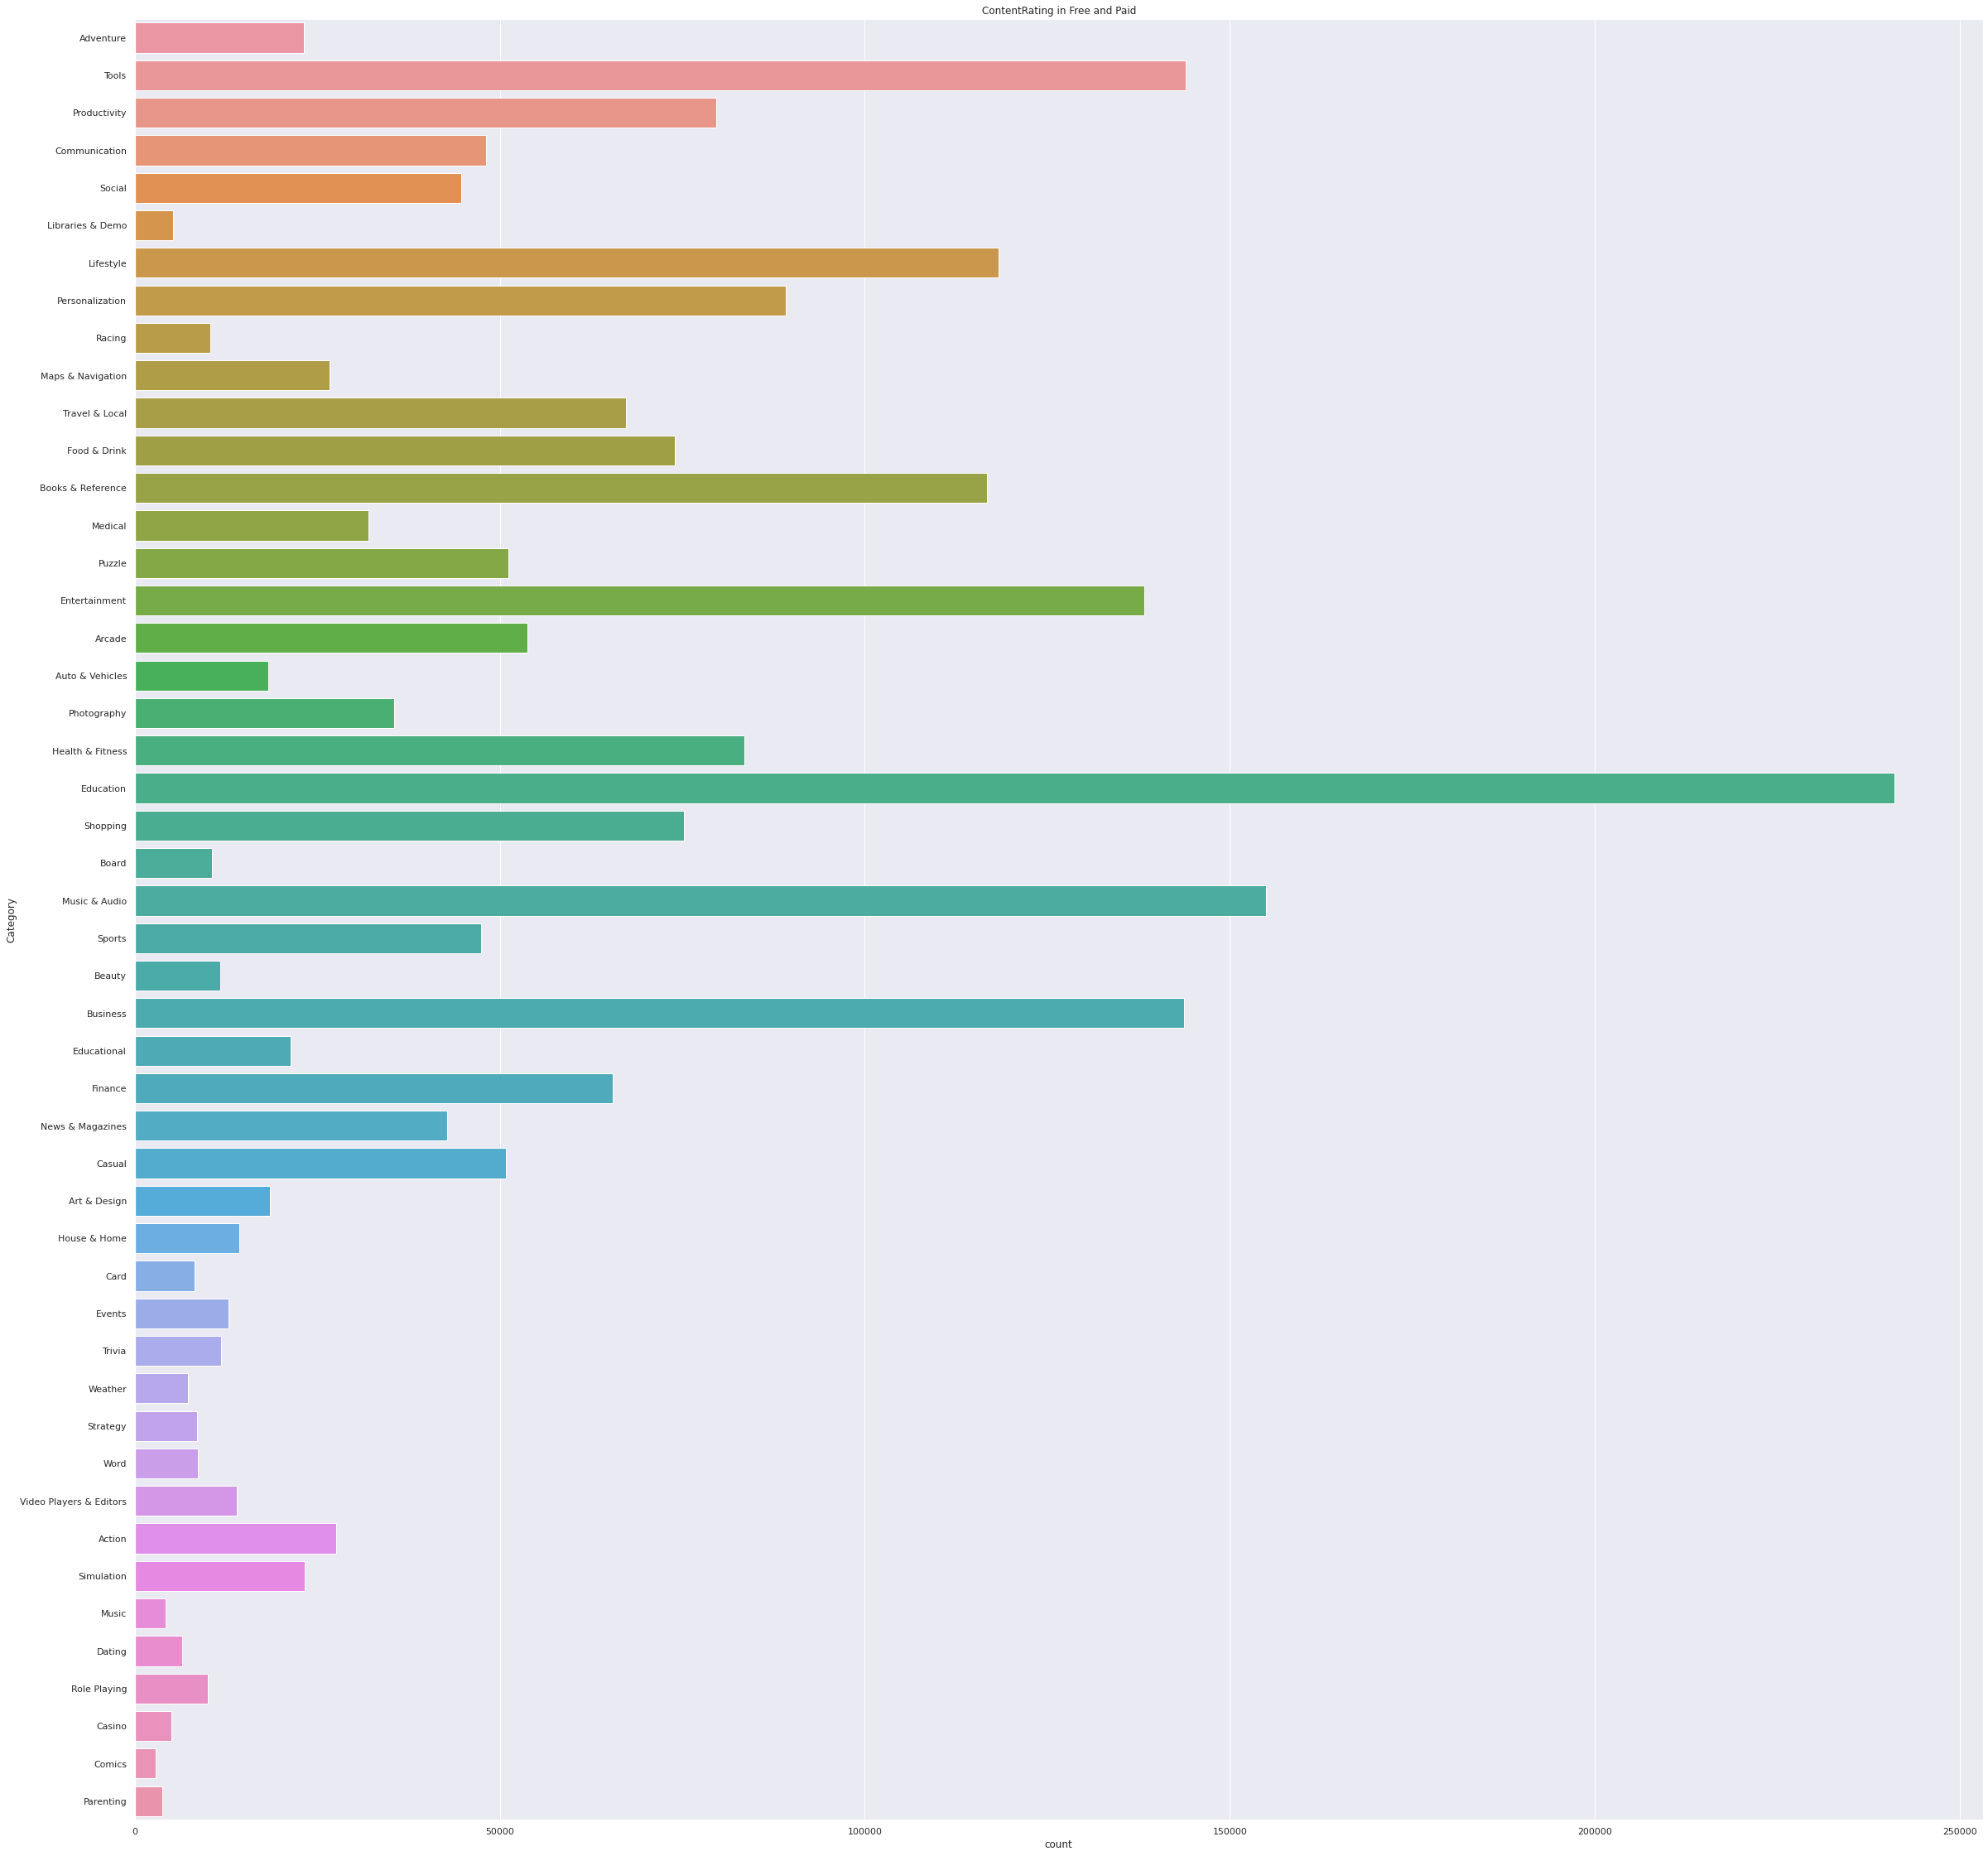 ContentRating in Free and Paid
Adventure
Tools
Productivity
Communication
Social
Libraries & Demo
Lifestyle
Personalization
Racing
Maps & Navigation
Travel & Local
Food & Drink
Books & Reference
Medical
Puzzle
Entertainment
Arcade
Auto & Vehicles
Photography
Health & Fitness
Education
Shopping
Board
Music & Audio
Sports
Beauty
Business
Educational
Finance
News & Magazines
Casual
Art & Design
House & Home
Card
Events
Trivia
Weather
Strategy
Word
Video Players & Editors
Action
Simulation
Music
Dating
Role Playing
Casino
Comics
Parenting
Category
0 50000 100000 150000 200000 250000
count